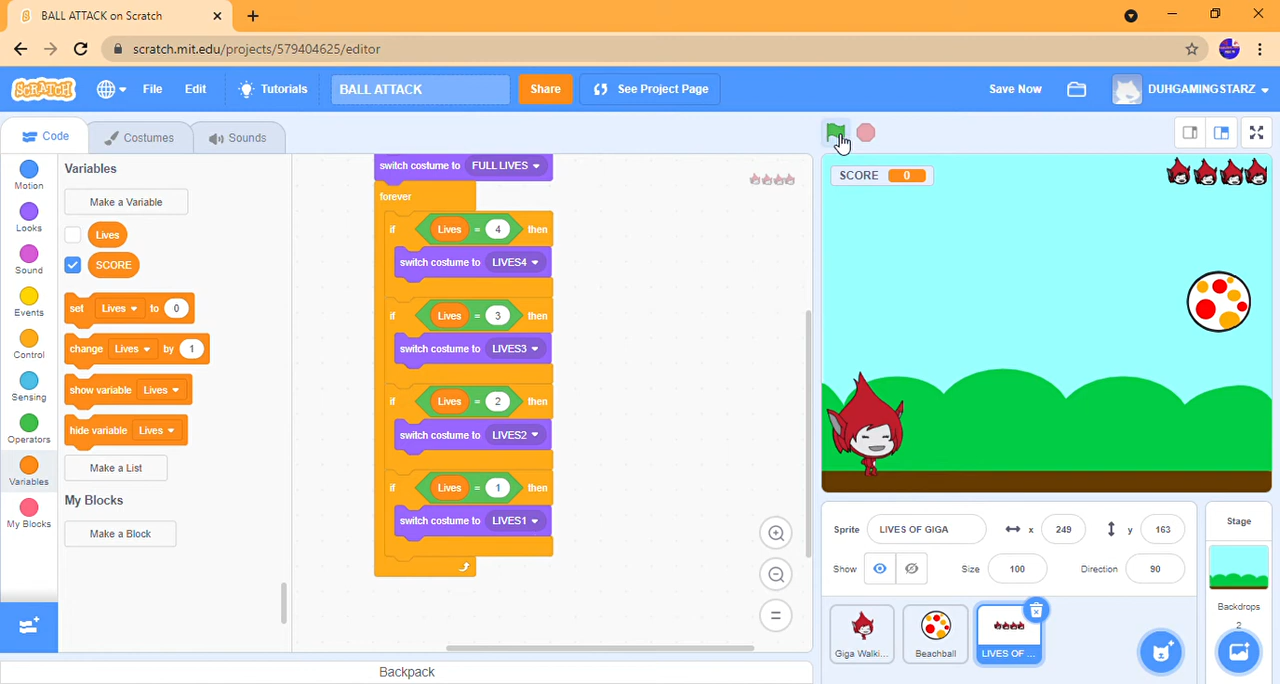 BALL ATTACK on Scratch
scratch.mit.edu/projects/579404625/editor
SCRATCH
File
Edit
Tutorials
BALL ATTACK
Share
See Project Page
Save Now
DUHGAMINGSTARZ
Code
Costumes
Sounds
Motion
Looks
Sound
Events
Control
Sensing
Operators
Variables
My Blocks
Variables
Make a Variable
Lives
SCORE
set Lives to 0
change Lives by 1
show variable Lives
hide variable Lives
Make a List
My Blocks
Make a Block
switch costume to FULL LIVES
forever
if Lives = 4 then
switch costume to LIVES4
if Lives = 3 then
switch costume to LIVES3
if Lives = 2 then
switch costume to LIVES2
if Lives = 1 then
switch costume to LIVES1
Backpack
SCORE 0
Sprite LIVES OF GIGA x 249 y 163
Show Size 100 Direction 90
Giga Walki...
Beachball
LIVES OF ...
Stage
Backdrops
2